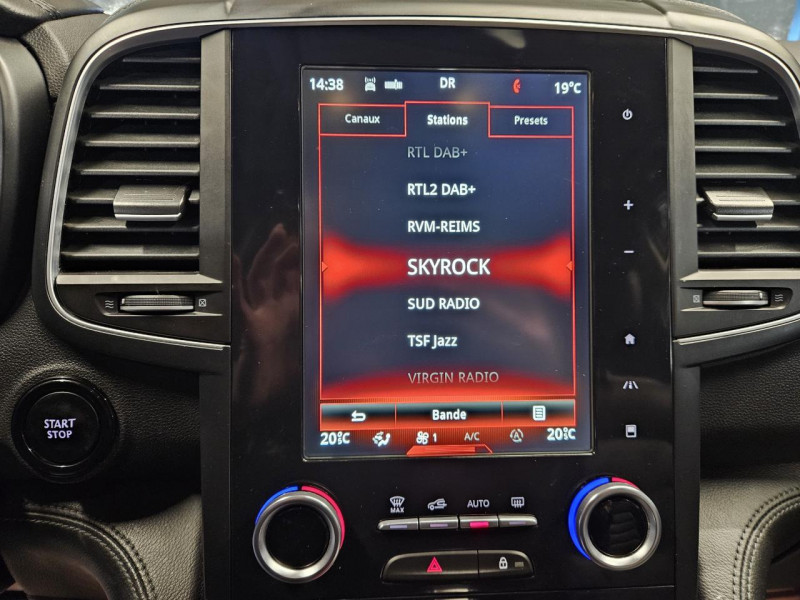 14:38 DR 19°C
Canaux Stations Presets
RTL DAB+
RTL2 DAB+
RVM-REIMS
SKYROCK
SUD RADIO
TSF Jazz
VIRGIN RADIO
Bande
20°C 1 A/C A 20°C
START
STOP
MAX AUTO